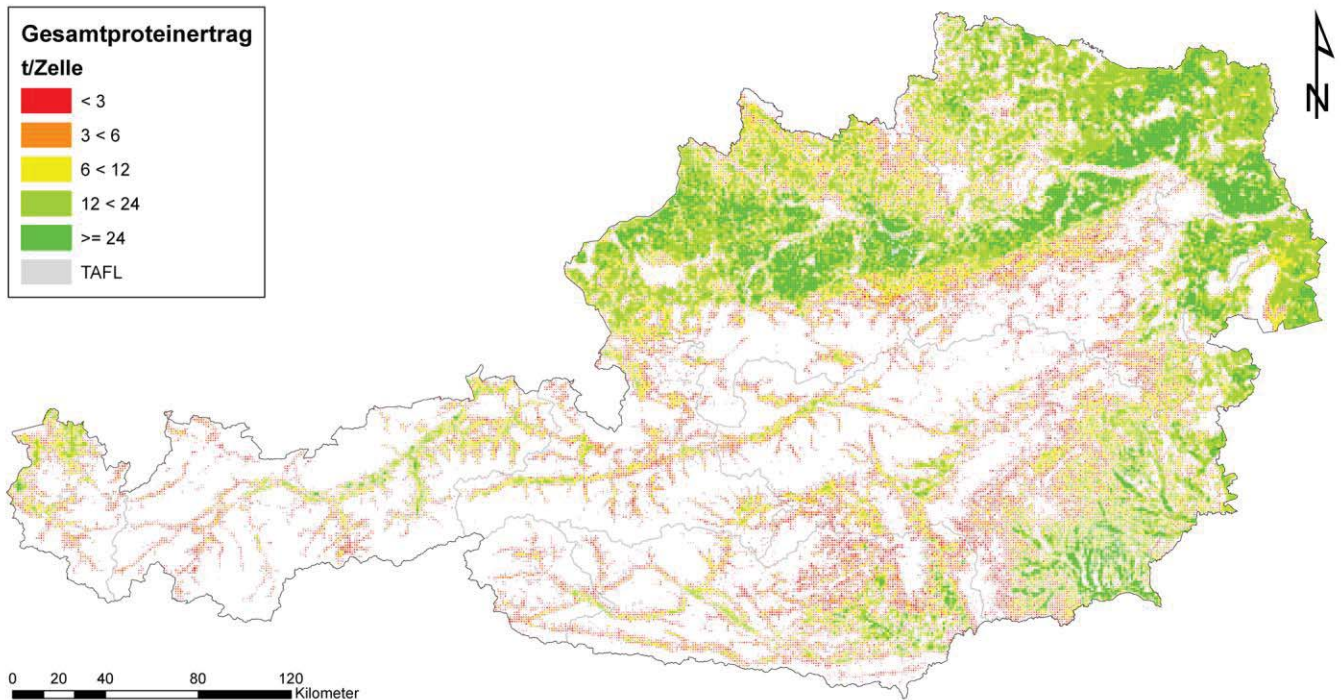 Gesamtproteinertrag
t/Zelle
< 3
3 < 6
6 < 12
12 < 24
>= 24
TAFL
N
0 20 40 80 120
Kilometer